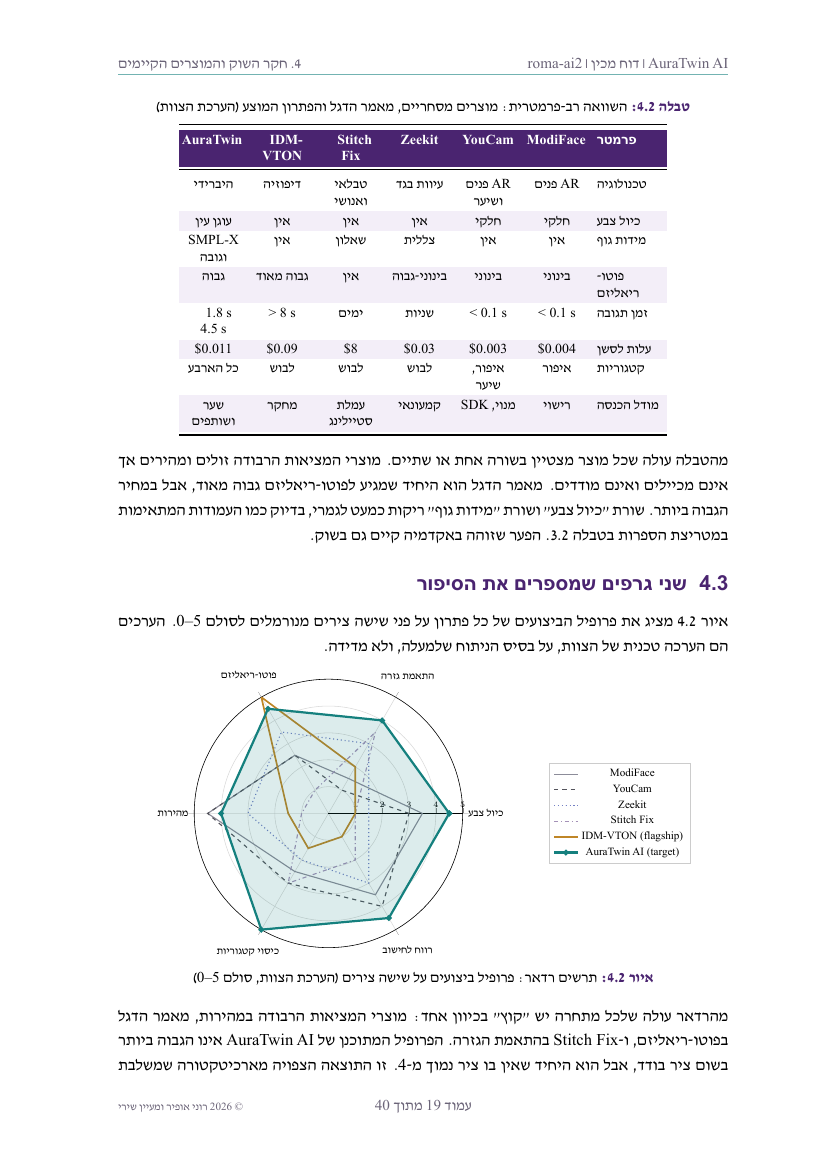 AuraTwin AI | דוח מכין | roma-ai2
4. חקר השוק והמוצרים הקיימים
טבלה 4.2: השוואה רב-פרמטרית: מוצרים מסחריים, מאמר הדגל והפתרון המוצע (הערכת הצוות)
פרמטר ModiFace YouCam Zeekit Stitch Fix IDM-VTON AuraTwin
טכנולוגיה AR פנים AR פנים ושיער עיוות בגד טבלאי ואנושי דיפוזיה היברידי
כיול צבע חלקי חלקי אין אין אין עוגן עין
מידות גוף אין אין צללית שאלון אין SMPL-X וגובה
פוטו-ריאליזם בינוני בינוני בינוני-גבוה אין גבוה מאוד גבוה
זמן תגובה < 0.1 s < 0.1 s שניות ימים > 8 s 1.8 s 4.5 s
עלות לסשן $0.004 $0.003 $0.03 $8 $0.09 $0.011
קטגוריות איפור איפור, שיער לבוש לבוש לבוש כל הארבע
מודל הכנסה רישוי מנוי, SDK קמעונאי עמלת סטיילינג מחקר שער ושותפים
מהטבלה עולה שכל מוצר מצטיין בשורה אחת או שתיים. מוצרי המציאות הרבודה זולים ומהירים אך
אינם מכיילים ואינם מודדים. מאמר הדגל הוא היחיד שמגיע לפוטו-ריאליזם גבוה מאוד, אבל במחיר
הגבוה ביותר. שורת ״כיול צבע״ ושורת ״מידות גוף״ ריקות כמעט לגמרי, בדיוק כמו העמודות המתאימות
במטריצת הספרות בטבלה 3.2. הפער שזוהה באקדמיה קיים גם בשוק.
4.3 שני גרפים שמספרים את הסיפור
איור 4.2 מציג את פרופיל הביצועים של כל פתרון על פני שישה צירים מנורמלים לסולם 0–5. הערכים
הם הערכה טכנית של הצוות, על בסיס הניתוח שלמעלה, ולא מדידה.
פוטו-ריאליזם
התאמת גזרה
מהירות
1 2 3 4 5
כיול צבע
כיסוי קטגוריות
רווח לחישוב
ModiFace
YouCam
Zeekit
Stitch Fix
IDM-VTON (flagship)
AuraTwin AI (target)
איור 4.2: תרשים רדאר: פרופיל ביצועים על שישה צירים (הערכת הצוות, סולם 0–5)
מהרדאר עולה שלכל מתחרה יש ״קוץ״ בכיוון אחד: מוצרי המציאות הרבודה במהירות, מאמר הדגל
בפוטו-ריאליזם, ו-Stitch Fix בהתאמת הגזרה. הפרופיל המתוכנן של AuraTwin AI אינו הגבוה ביותר
בשום ציר בודד, אבל הוא היחיד שאין בו ציר נמוך מ-4. זו התוצאה הצפויה מארכיטקטורה שמשלבת
עמוד 19 מתוך 40
© 2026 רוני אופיר ומעיין שירי